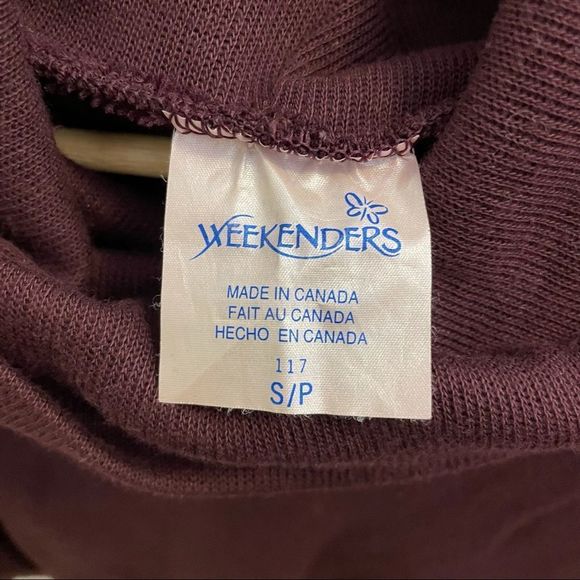 WEEKENDERS
MADE IN CANADA
FAIT AU CANADA
HECHO EN CANADA
117
S/P